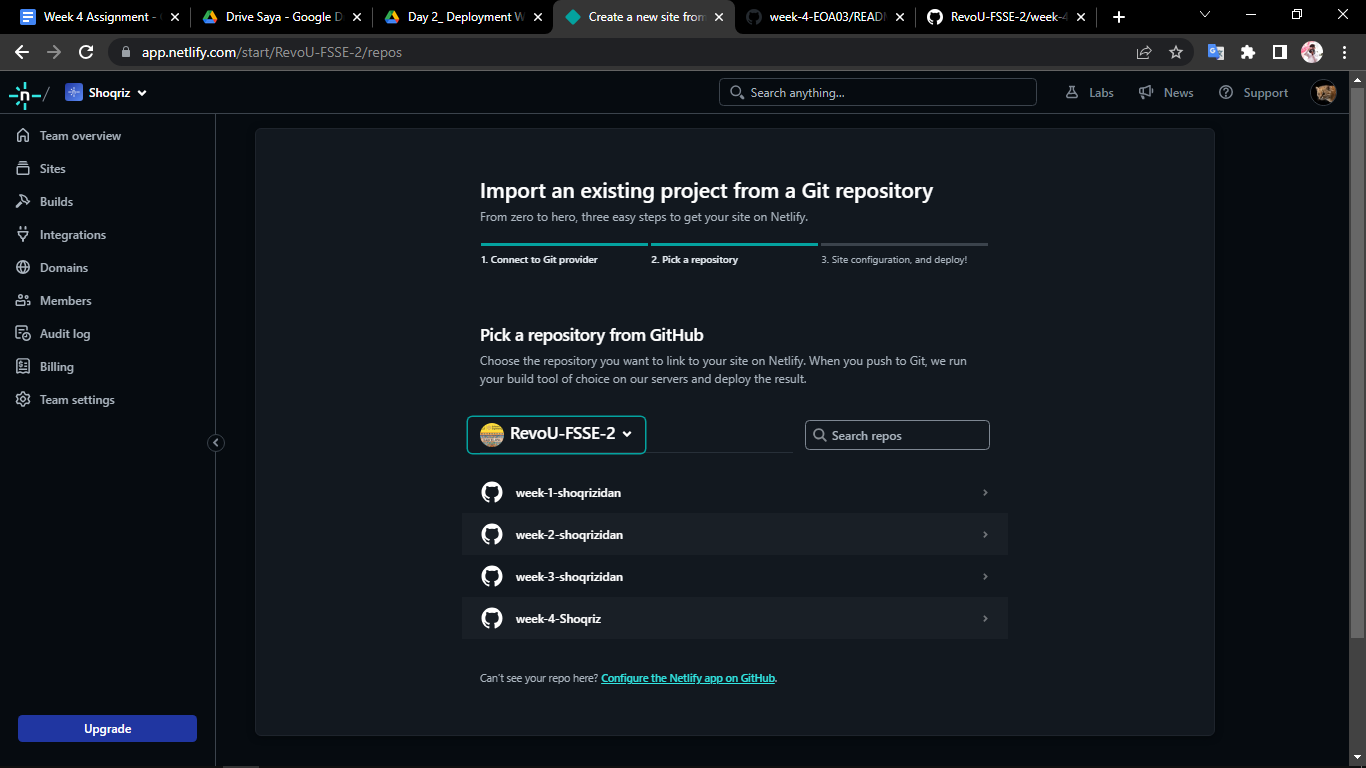 Week 4 Assignment -
Drive Saya - Google D
Day 2_ Deployment W
Create a new site from
week-4-EOA03/READ
RevoU-FSSE-2/week-4
app.netlify.com/start/RevoU-FSSE-2/repos
Shoqriz
Search anything...
Labs
News
Support
Team overview
Sites
Builds
Integrations
Domains
Members
Audit log
Billing
Team settings
Upgrade
Import an existing project from a Git repository
From zero to hero, three easy steps to get your site on Netlify.
1. Connect to Git provider
2. Pick a repository
3. Site configuration, and deploy!
Pick a repository from GitHub
Choose the repository you want to link to your site on Netlify. When you push to Git, we run
your build tool of choice on our servers and deploy the result.
RevoU-FSSE-2
Search repos
week-1-shoqrizidan
week-2-shoqrizidan
week-3-shoqrizidan
week-4-Shoqriz
Can't see your repo here? Configure the Netlify app on GitHub.